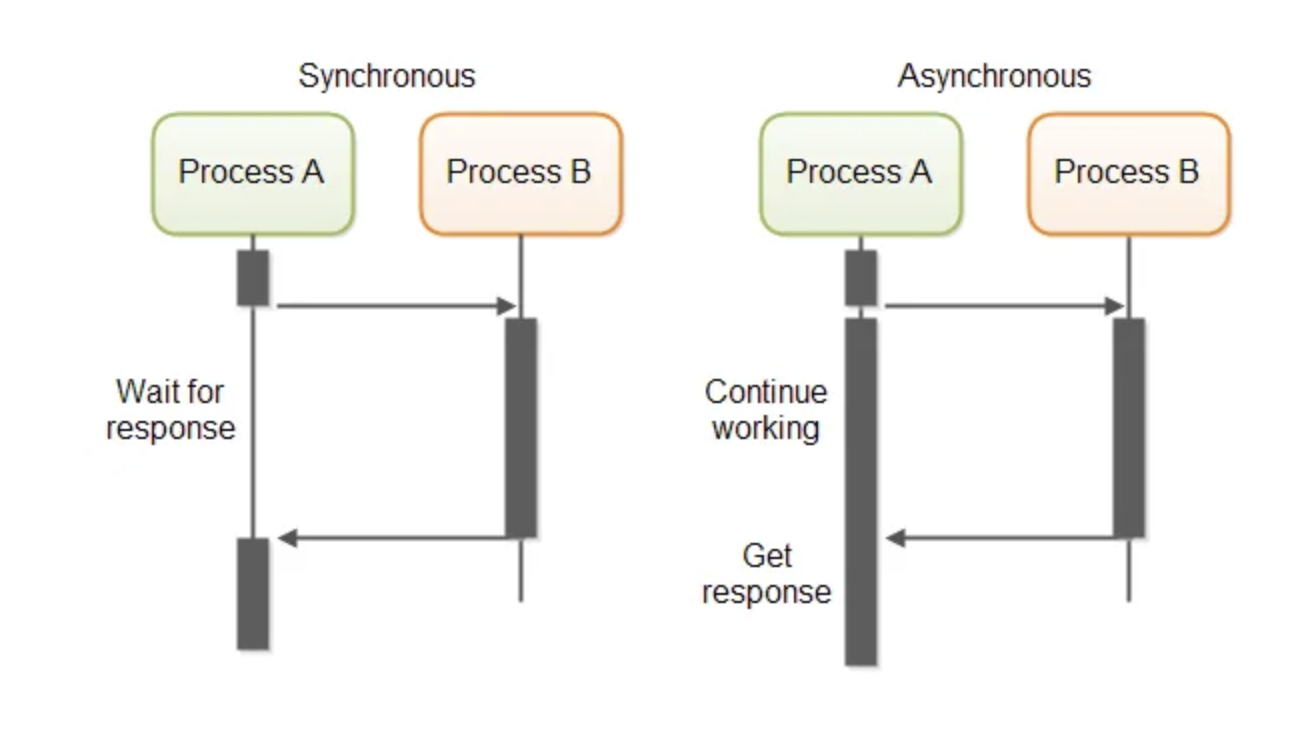 Synchronous
Process A
Process B
Wait for
response
Asynchronous
Process A
Process B
Continue
working
Get
response